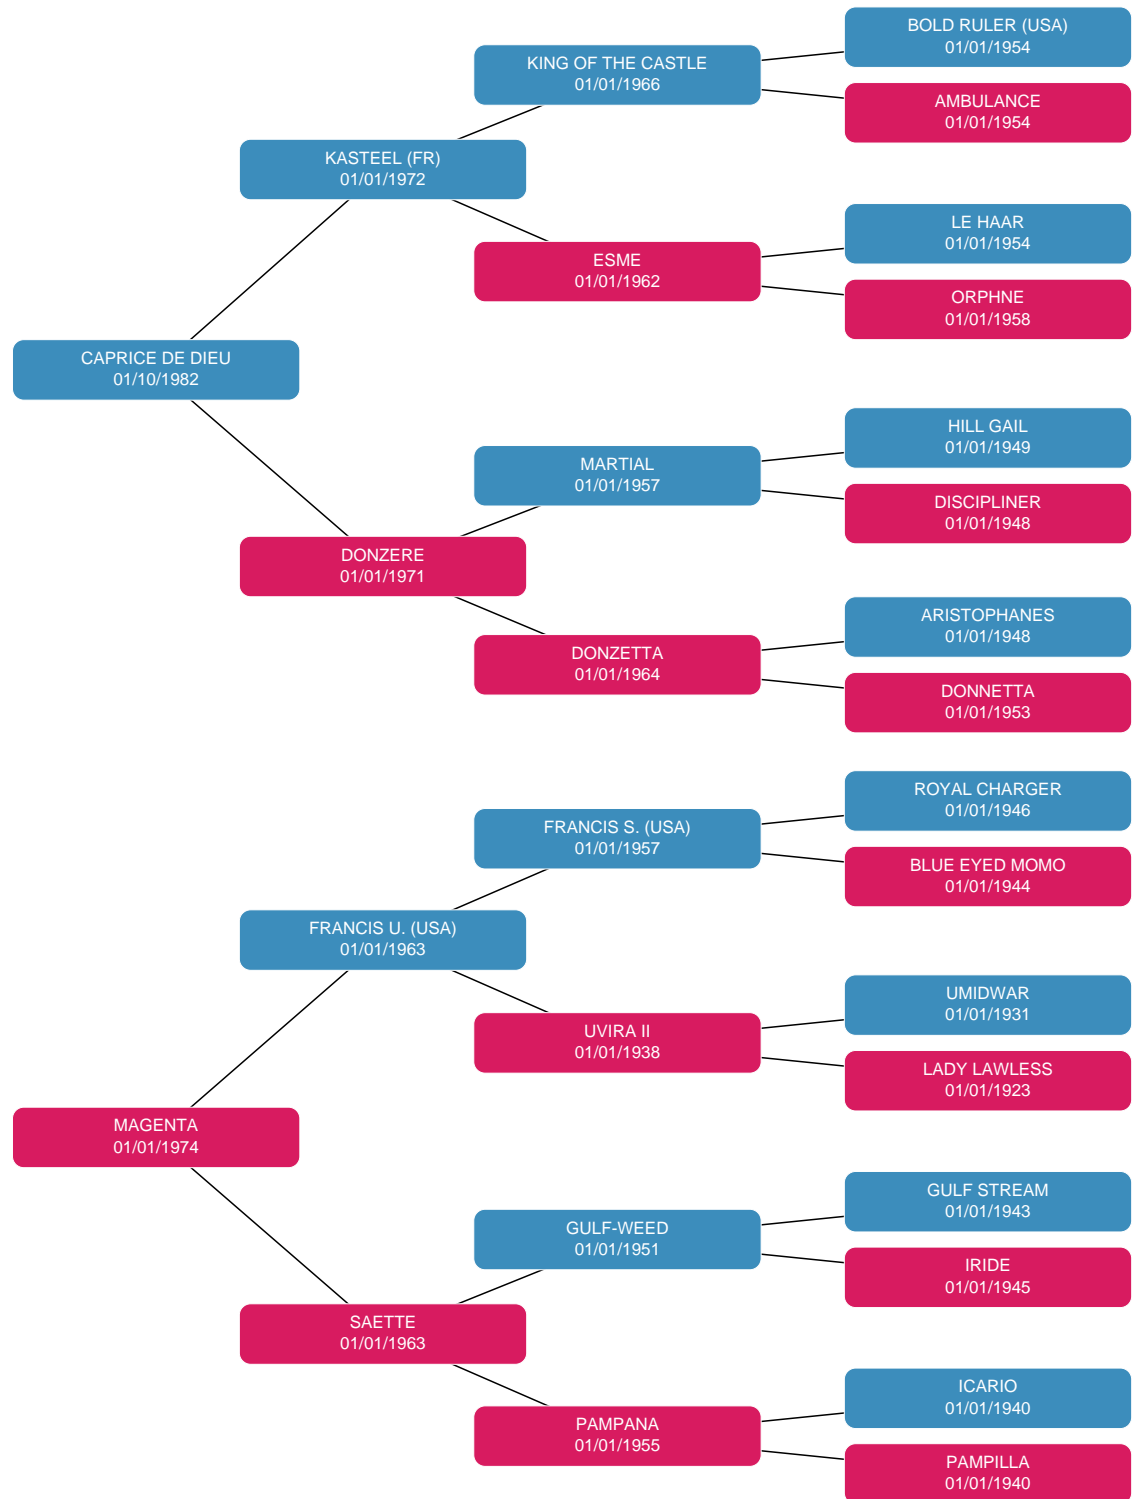 BOLD RULER (USA)
01/01/1954
KING OF THE CASTLE
01/01/1966
AMBULANCE
01/01/1954
KASTEEL (FR)
01/01/1972
LE HAAR
01/01/1954
ESME
01/01/1962
ORPHNE
01/01/1958
CAPRICE DE DIEU
01/10/1982
HILL GAIL
01/01/1949
MARTIAL
01/01/1957
DISCIPLINER
01/01/1948
DONZERE
01/01/1971
ARISTOPHANES
01/01/1948
DONZETTA
01/01/1964
DONNETTA
01/01/1953
ROYAL CHARGER
01/01/1946
FRANCIS S. (USA)
01/01/1957
BLUE EYED MOMO
01/01/1944
FRANCIS U. (USA)
01/01/1963
UMIDWAR
01/01/1931
UVIRA II
01/01/1938
LADY LAWLESS
01/01/1923
MAGENTA
01/01/1974
GULF STREAM
01/01/1943
GULF-WEED
01/01/1951
IRIDE
01/01/1945
SAETTE
01/01/1963
ICARIO
01/01/1940
PAMPANA
01/01/1955
PAMPILLA
01/01/1940